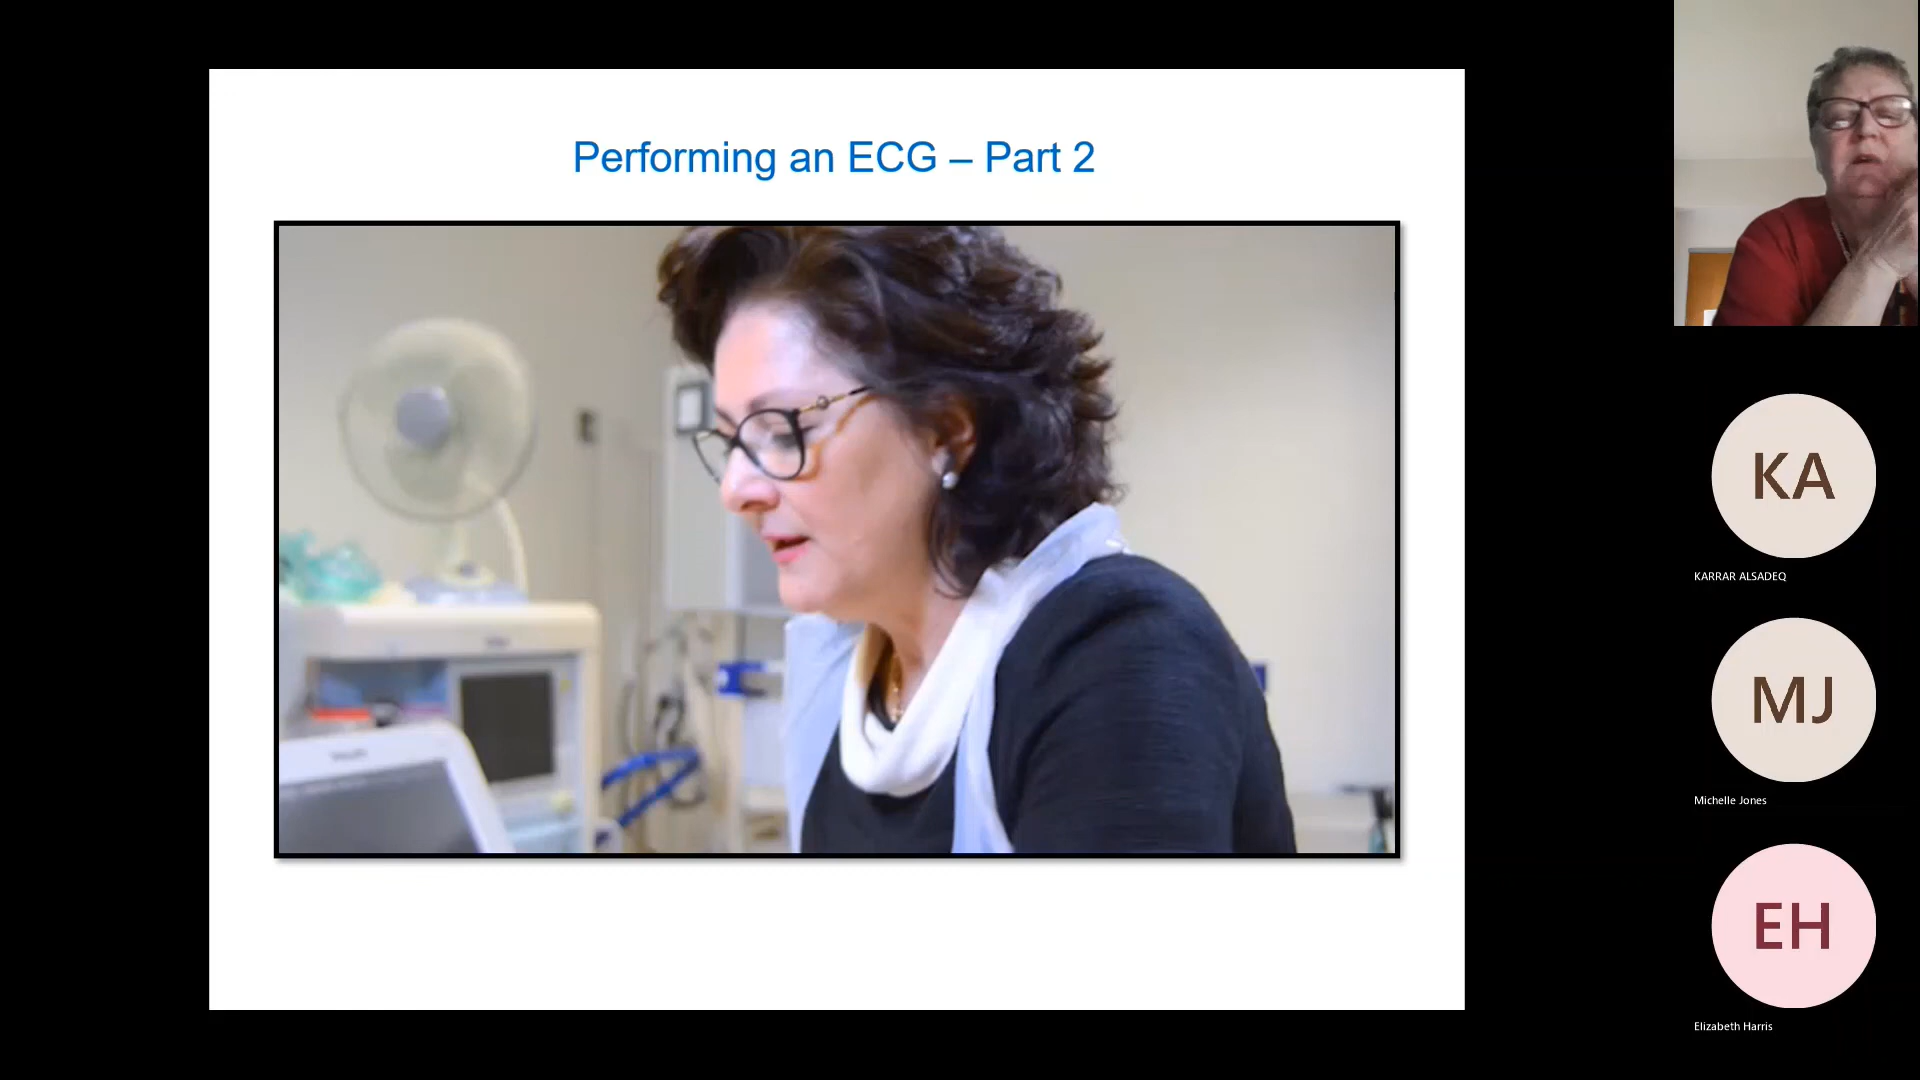 Performing an ECG – Part 2
KA
KARRAR ALSADEQ
MJ
Michelle Jones
EH
Elizabeth Harris